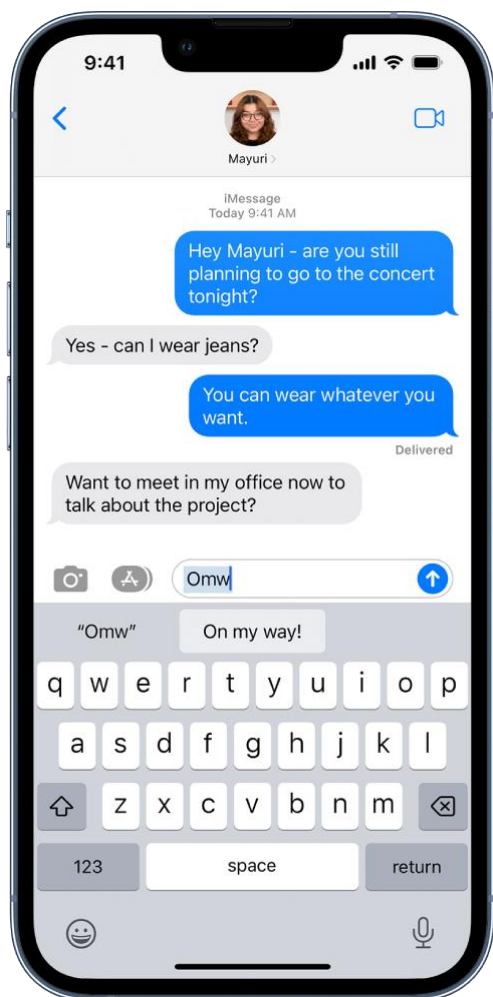 9:41
Mayuri
iMessage
Today 9:41 AM
Hey Mayuri - are you still
planning to go to the concert
tonight?
Yes - can I wear jeans?
You can wear whatever you
want.
Delivered
Want to meet in my office now to
talk about the project?
Omw
“Omw” On my way!
q w e r t y u i o p
a s d f g h j k l
z x c v b n m
123 space return